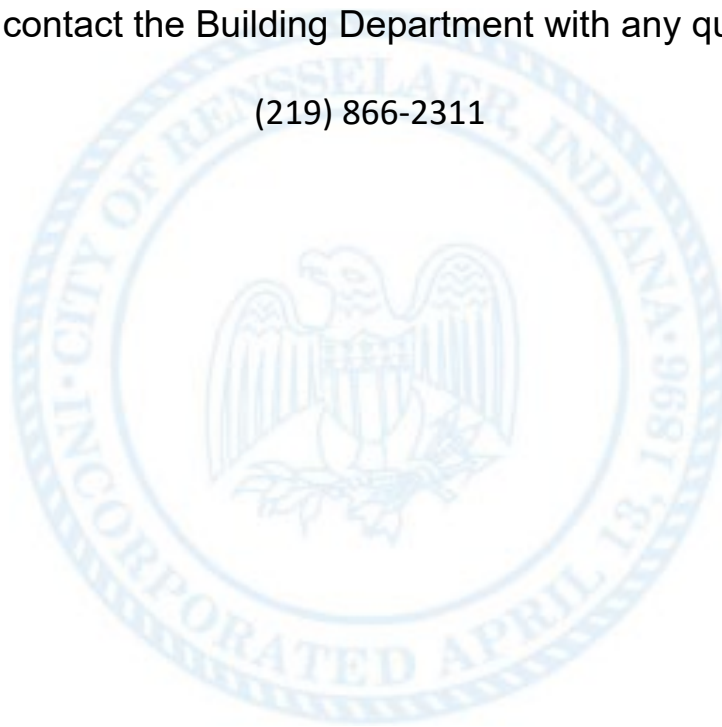 contact the Building Department with any qu
(219) 866-2311
CITY OF RENSSELAER, INDIANA •
INCORPORATED APRIL 13, 1896 •